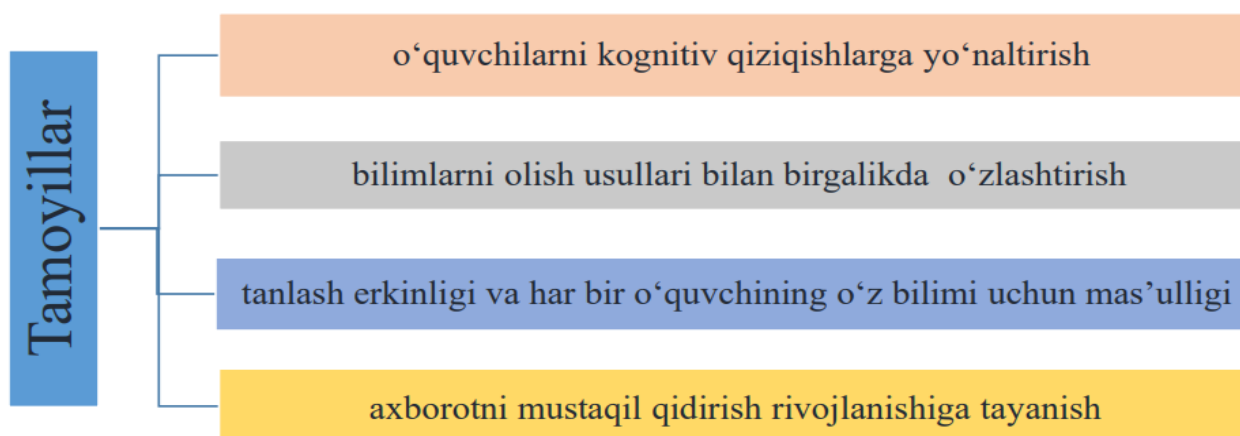 Tamoyillar
o‘quvchilarni kognitiv qiziqishlarga yo‘naltirish
bilimlarni olish usullari bilan birgalikda o‘zlashtirish
tanlash erkinligi va har bir o‘quvchining o‘z bilimi uchun mas’ulligi
axborotni mustaqil qidirish rivojlanishiga tayanish